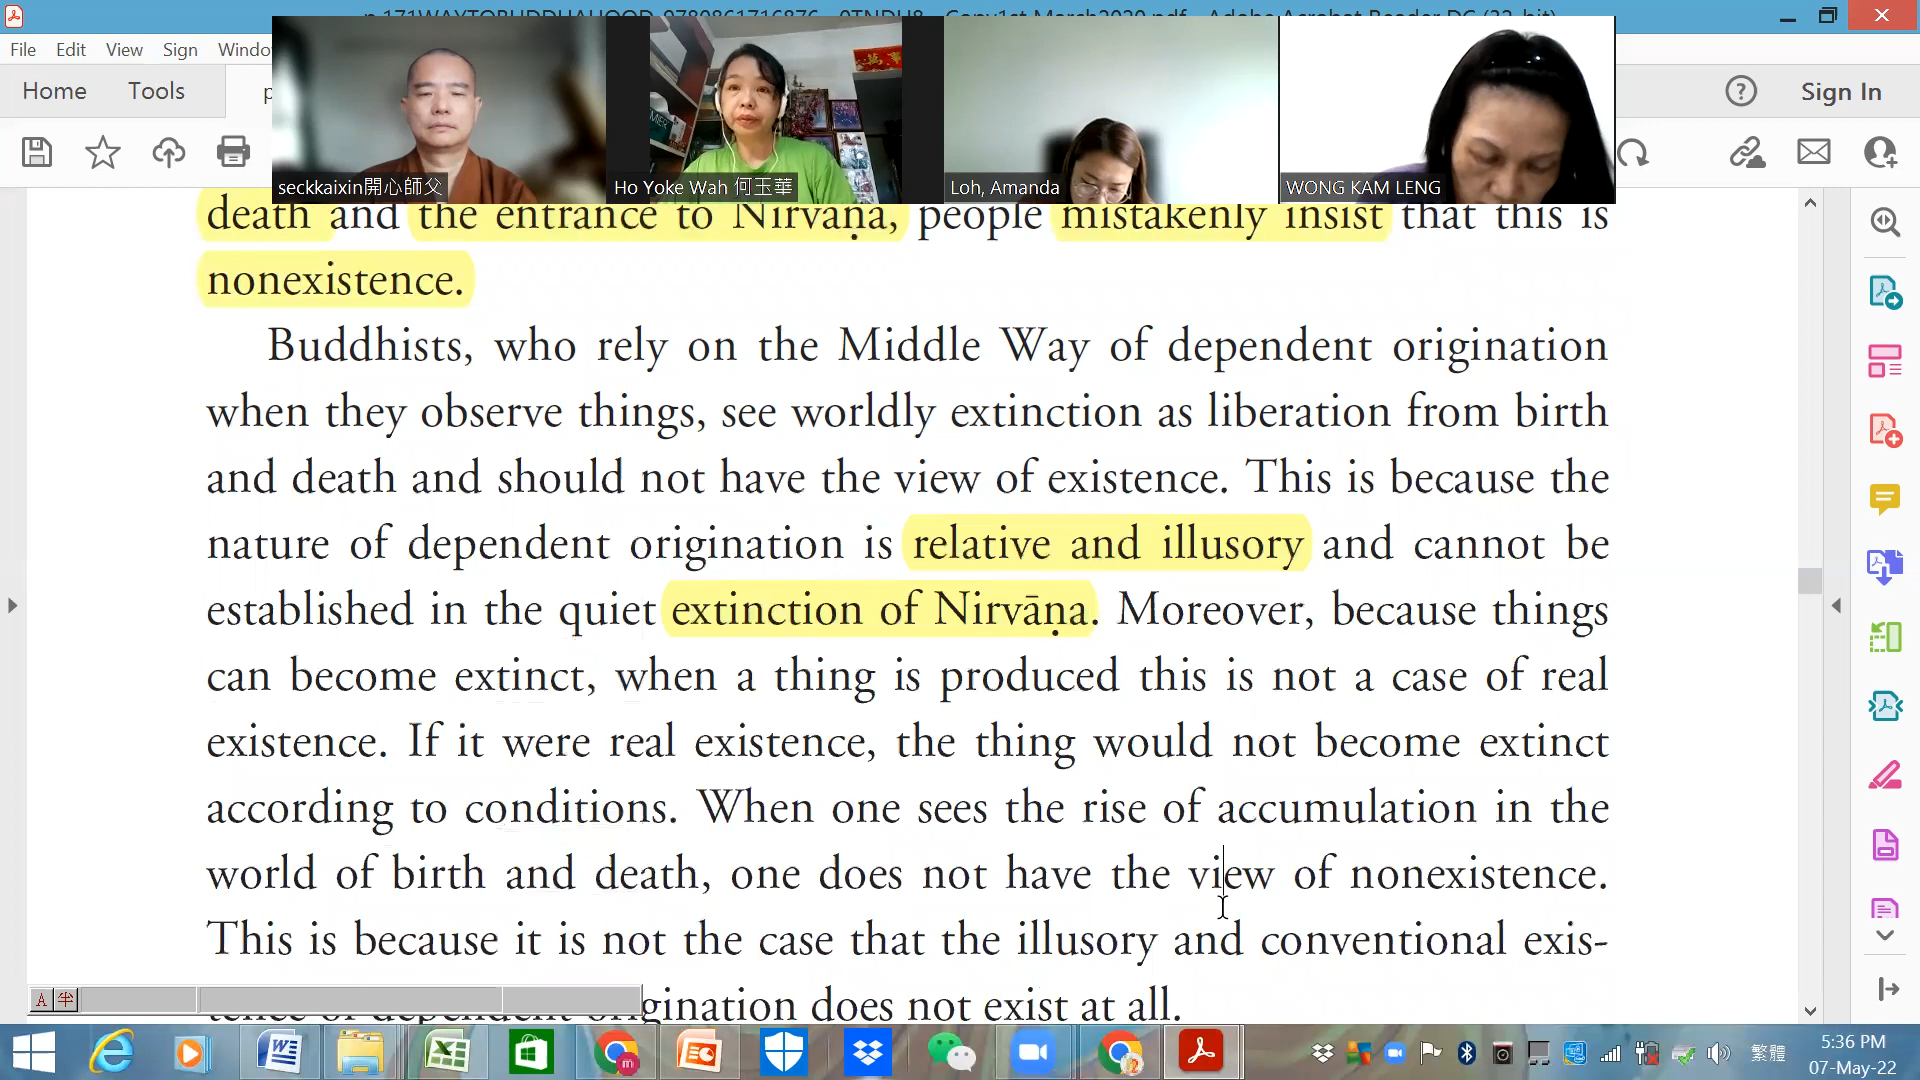 File Edit View Sign
Home Tools
Sign In
seckkaixin開心師父
Ho Yoke Wah 何玉華
Loh, Amanda
WONG KAM LENG
death and the entrance to Nirvāṇa, people mistakenly insist that this is
nonexistence.
Buddhists, who rely on the Middle Way of dependent origination
when they observe things, see worldly extinction as liberation from birth
and death and should not have the view of existence. This is because the
nature of dependent origination is relative and illusory and cannot be
established in the quiet extinction of Nirvāṇa. Moreover, because things
can become extinct, when a thing is produced this is not a case of real
existence. If it were real existence, the thing would not become extinct
according to conditions. When one sees the rise of accumulation in the
world of birth and death, one does not have the view of nonexistence.
This is because it is not the case that the illusory and conventional exis-
does not exist at all.
繁體
5:36 PM
07-May-22